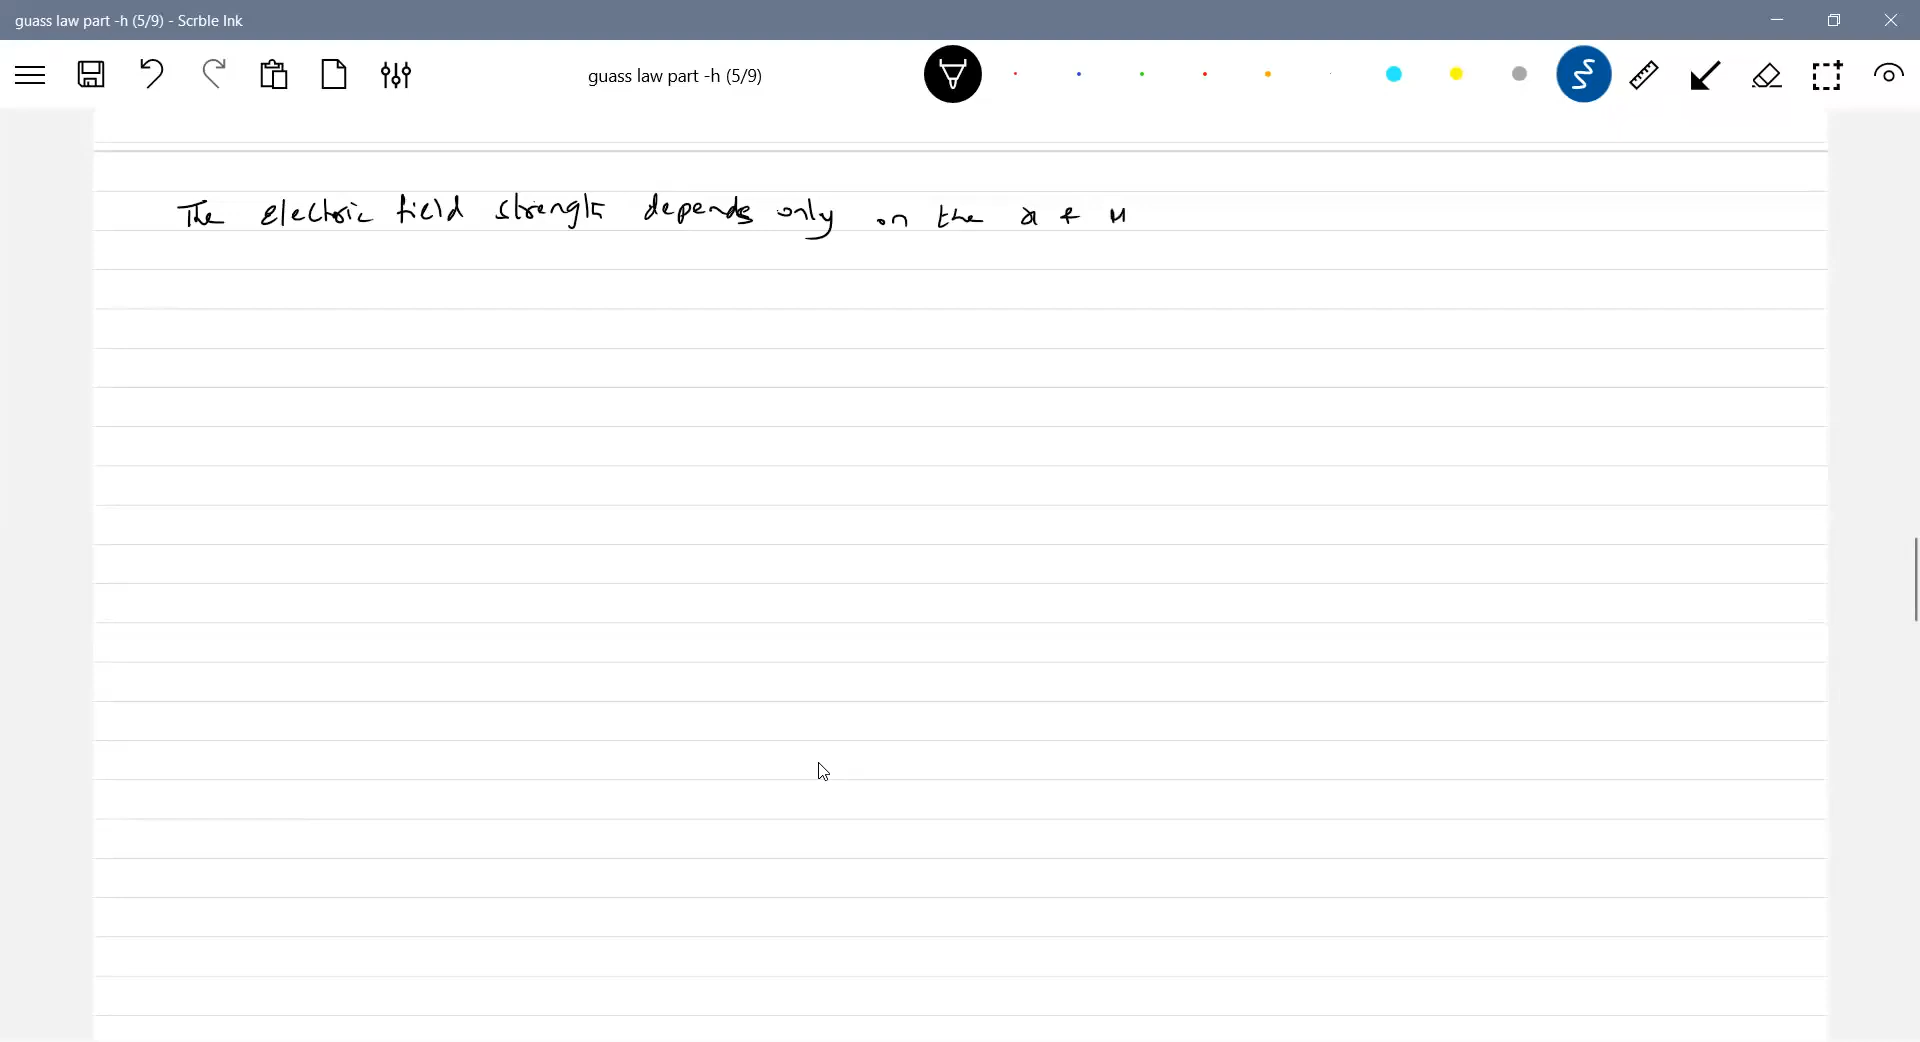 guass law part -h (5/9) - Scrble Ink
guass law part -h (5/9)
The electric field strength depends only on the x &